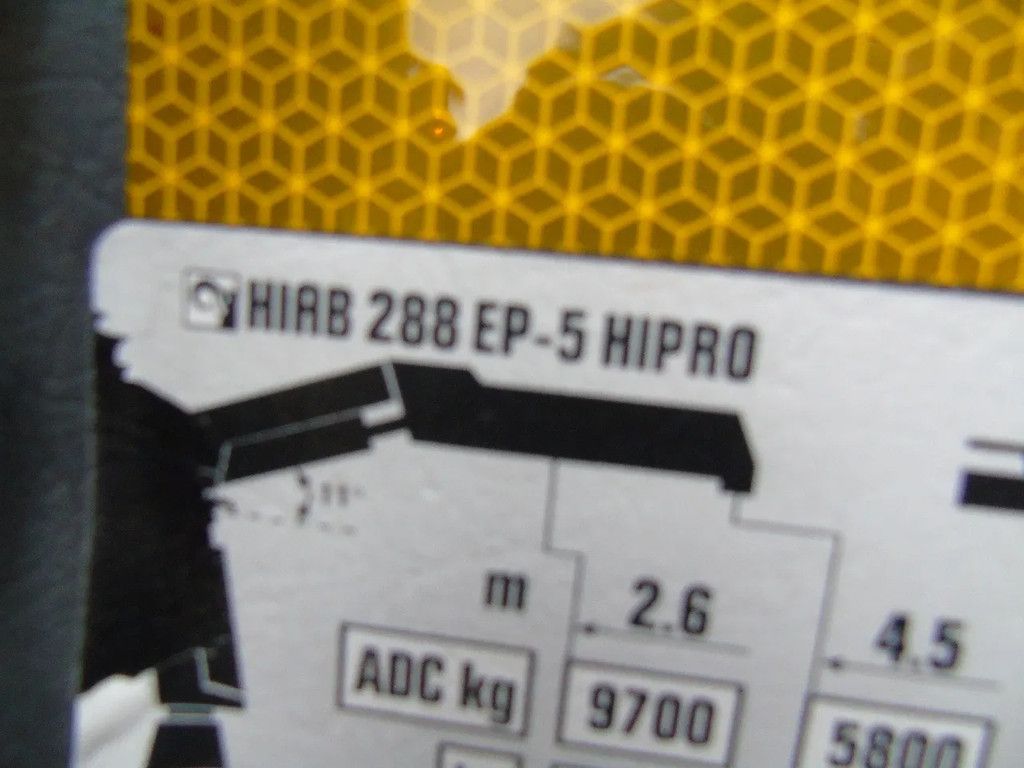 HIAB 288 EP-5 HIPRO
m 2.6 4.5
ADC kg 9700 5800